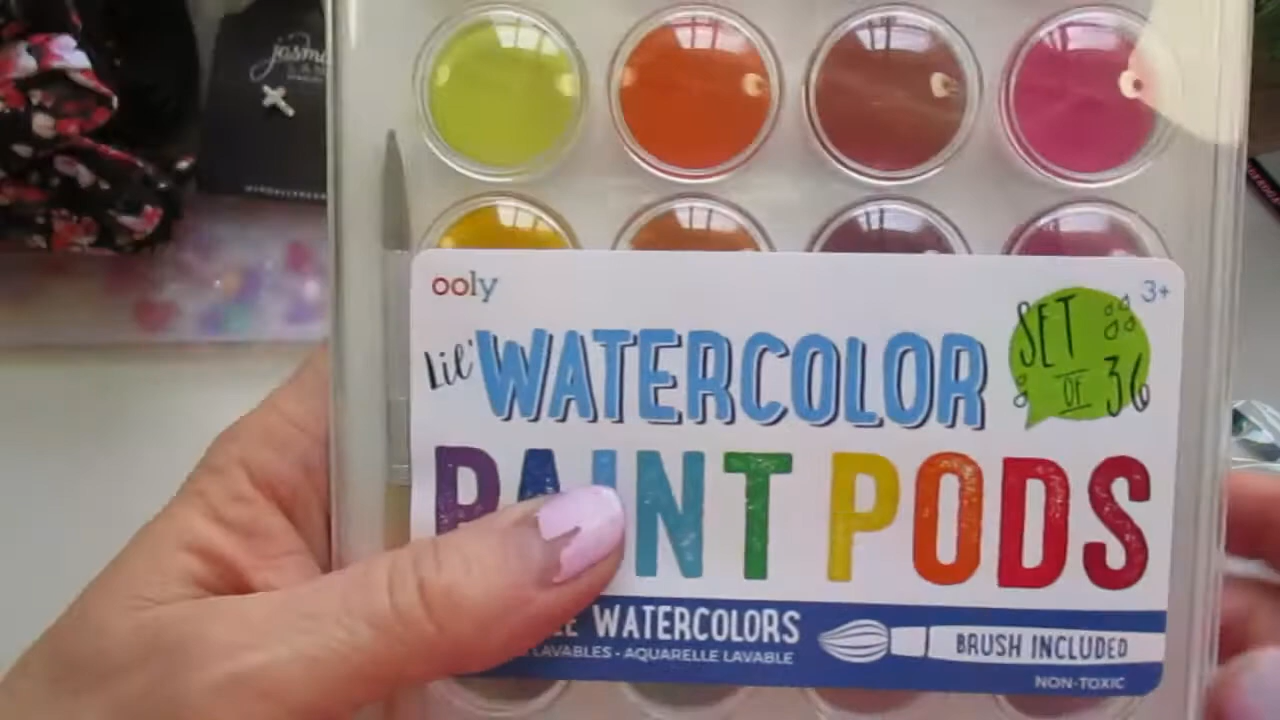 ooly
3+
Lil' WATERCOLOR
SET
OF 36
PAINT PODS
WATERCOLORS
LAVABLES - AQUARELLE LAVABLE
BRUSH INCLUDED
NON-TOXIC